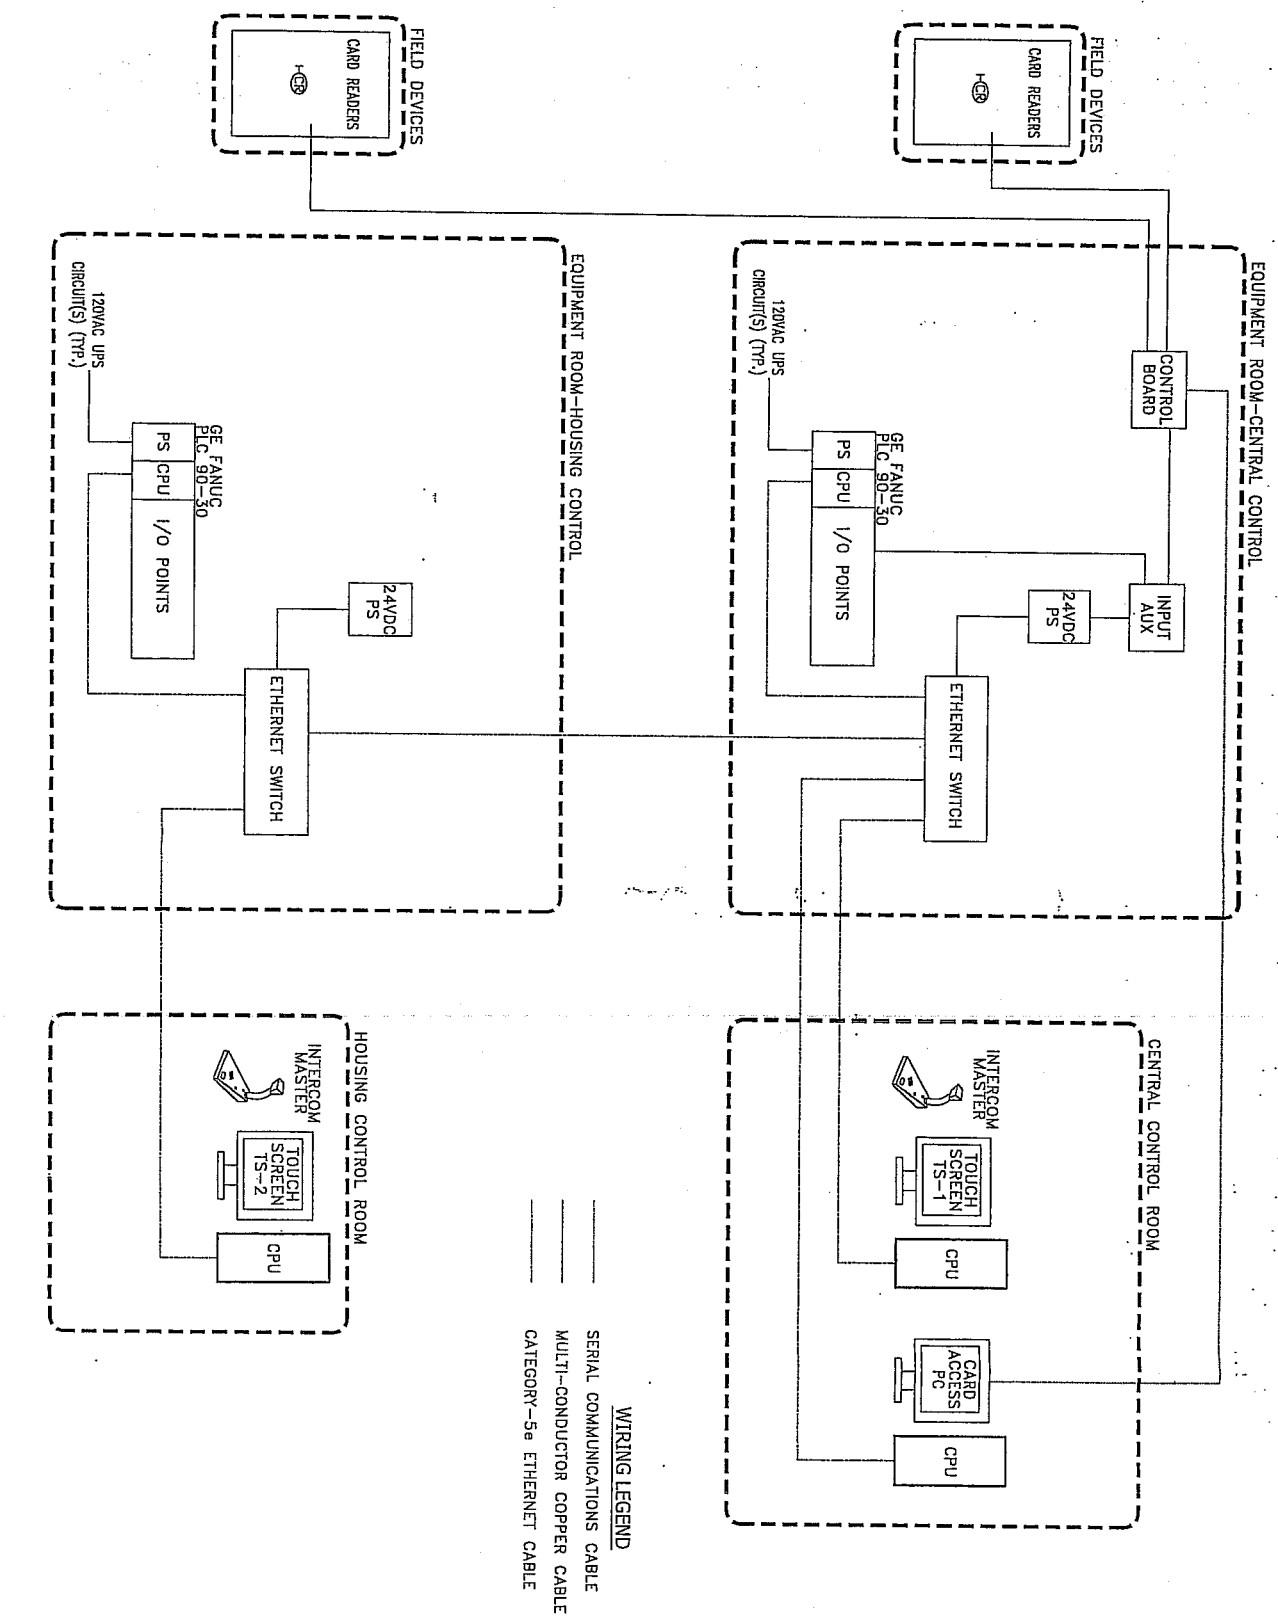 FIELD DEVICES
CARD READERS
CR
EQUIPMENT ROOM-CENTRAL CONTROL
CONTROL
BOARD
120VAC UPS
CIRCUIT(S) (TYP.)
GE FANUC
PLC 90-30
PS
CPU
I/O POINTS
INPUT
AUX
24VDC
PS
ETHERNET SWITCH
CENTRAL CONTROL ROOM
INTERCOM
MASTER
TOUCH
SCREEN
TS-1
CPU
CARD
ACCESS
PC
CPU
FIELD DEVICES
CARD READERS
CR
EQUIPMENT ROOM-HOUSING CONTROL
120VAC UPS
CIRCUIT(S) (TYP.)
GE FANUC
PLC 90-30
PS
CPU
I/O POINTS
24VDC
PS
ETHERNET SWITCH
HOUSING CONTROL ROOM
INTERCOM
MASTER
TOUCH
SCREEN
TS-2
CPU
WIRING LEGEND
SERIAL COMMUNICATIONS CABLE
MULTI-CONDUCTOR COPPER CABLE
CATEGORY-5e ETHERNET CABLE